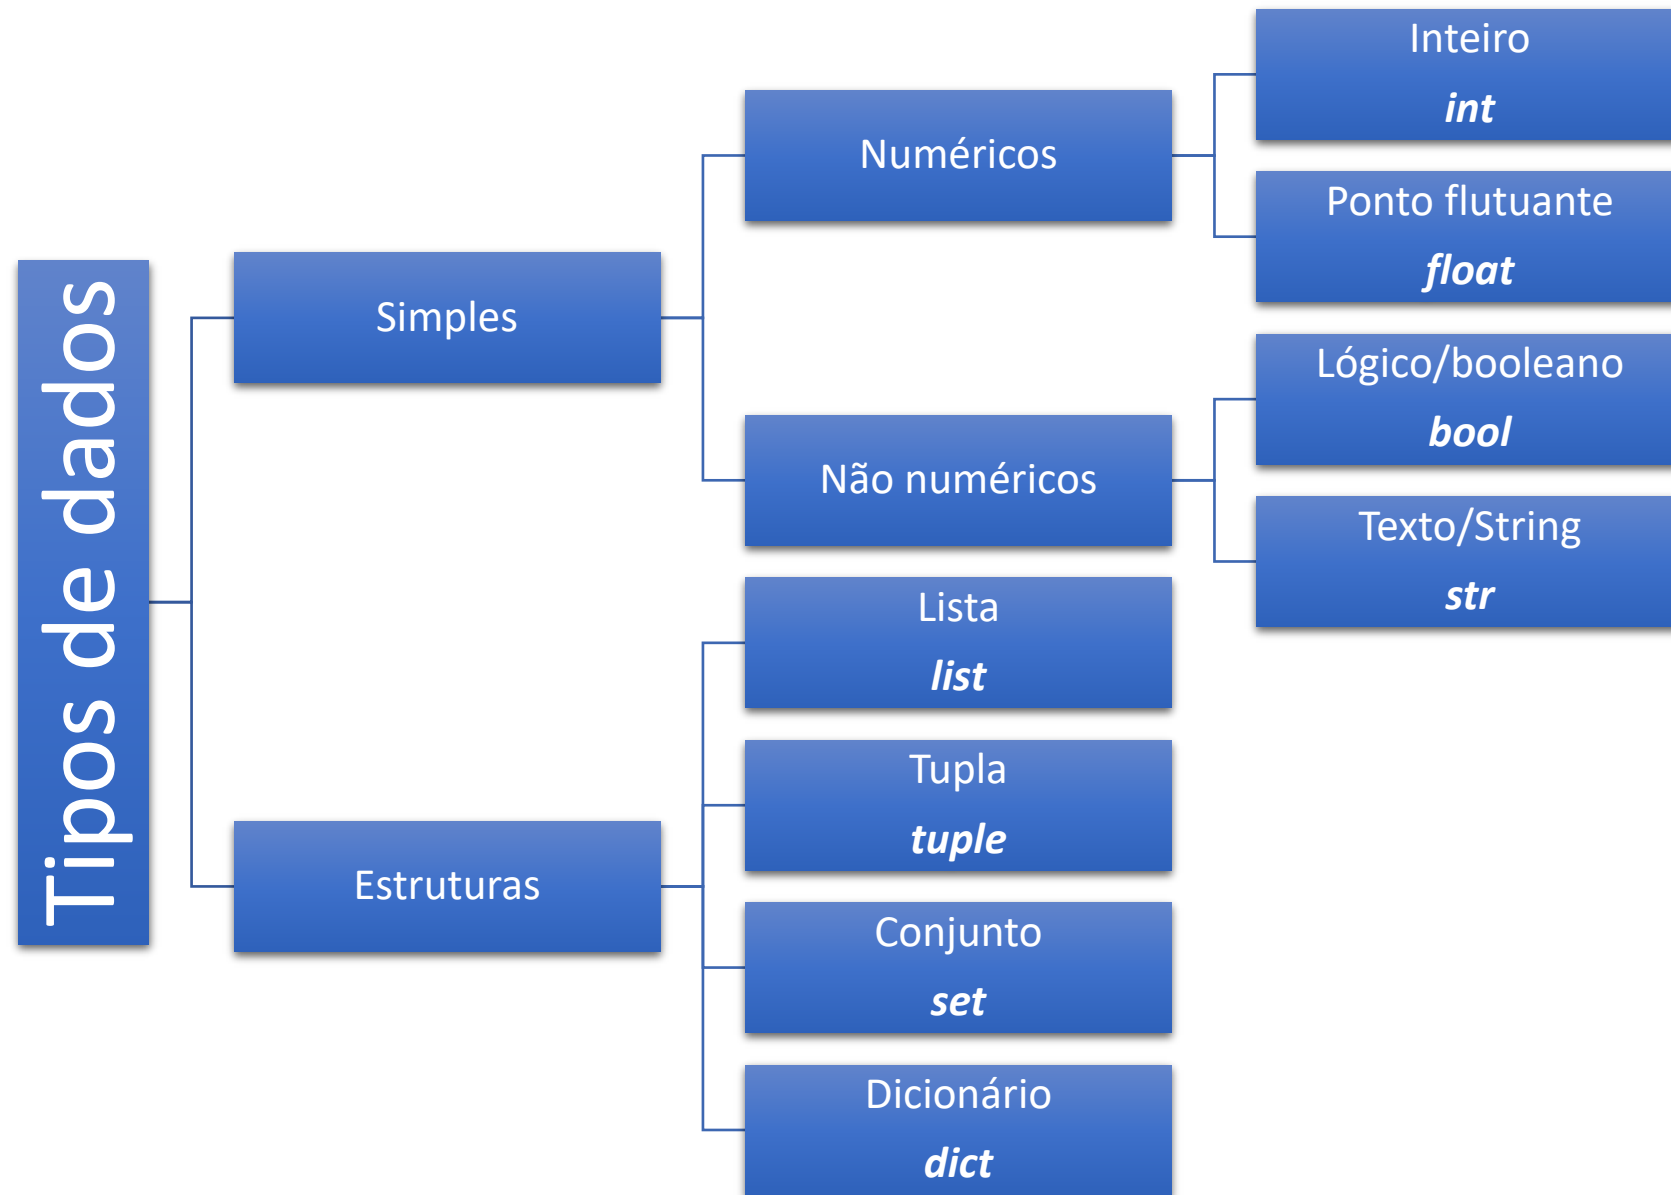 Tipos de dados
Simples
Numéricos
Inteiro
int
Ponto flutuante
float
Não numéricos
Lógico/booleano
bool
Texto/String
str
Estruturas
Lista
list
Tupla
tuple
Conjunto
set
Dicionário
dict